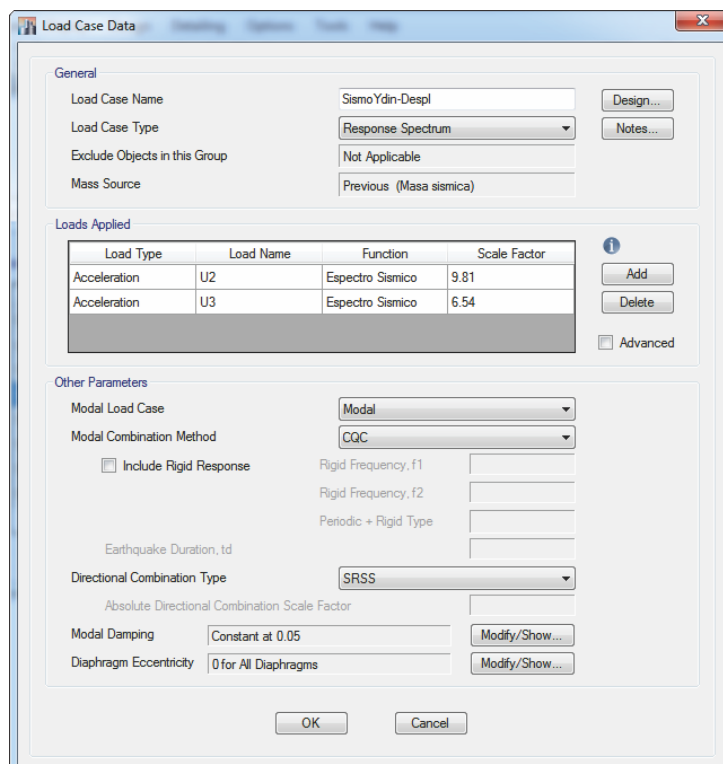 Load Case Data
Detailing Options Tools Help
General
Load Case Name SismoYdin-Despl Design...
Load Case Type Response Spectrum Notes...
Exclude Objects in this Group Not Applicable
Mass Source Previous (Masa sismica)
Loads Applied
Load Type Load Name Function Scale Factor
Acceleration U2 Espectro Sismico 9.81 Add
Acceleration U3 Espectro Sismico 6.54 Delete
Advanced
Other Parameters
Modal Load Case Modal
Modal Combination Method CQC
Include Rigid Response Rigid Frequency, f1
Rigid Frequency, f2
Periodic + Rigid Type
Earthquake Duration, td
Directional Combination Type SRSS
Absolute Directional Combination Scale Factor
Modal Damping Constant at 0.05 Modify/Show...
Diaphragm Eccentricity 0 for All Diaphragms Modify/Show...
OK Cancel